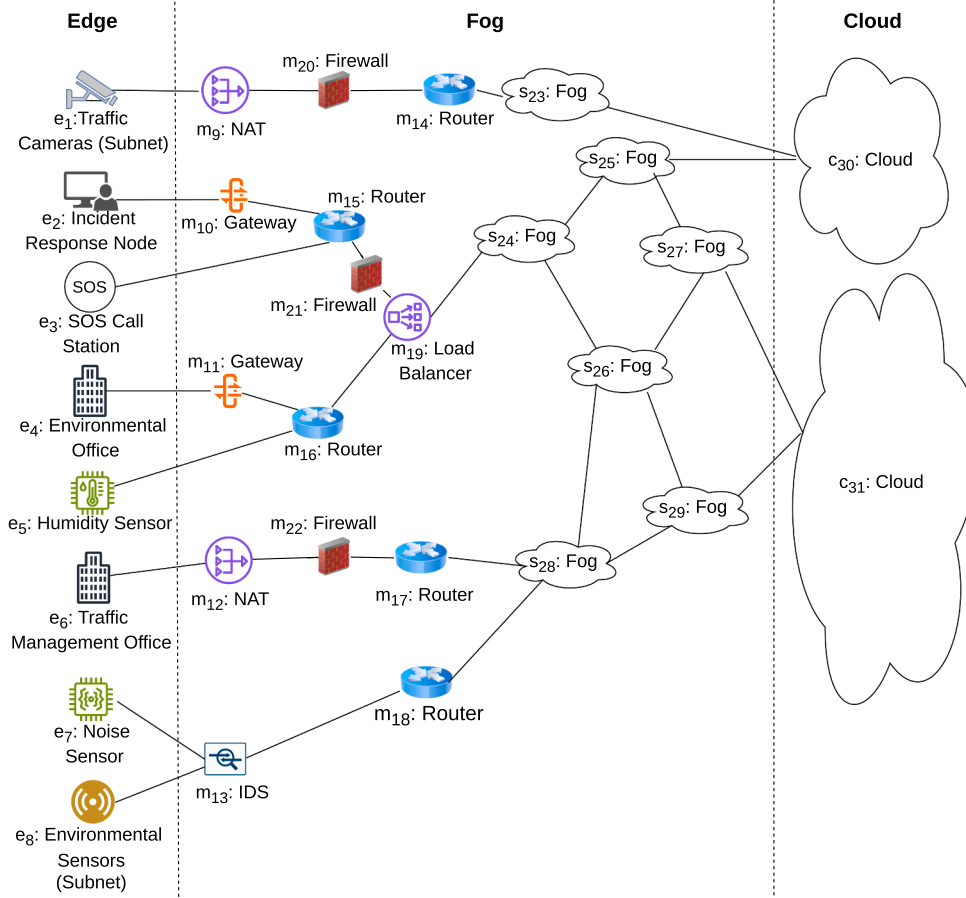 Edge
Fog
Cloud
e1:Traffic
Cameras (Subnet)
m9: NAT
m20: Firewall
m14: Router
s23: Fog
c30: Cloud
e2: Incident
Response Node
m10: Gateway
m15: Router
s25: Fog
s24: Fog
s27: Fog
SOS
e3: SOS Call
Station
m21: Firewall
m19: Load
Balancer
m11: Gateway
s26: Fog
e4: Environmental
Office
m16: Router
c31: Cloud
e5: Humidity Sensor
m22: Firewall
s29: Fog
m12: NAT
m17: Router
s28: Fog
e6: Traffic
Management Office
m18: Router
e7: Noise
Sensor
m13: IDS
e8: Environmental
Sensors
(Subnet)